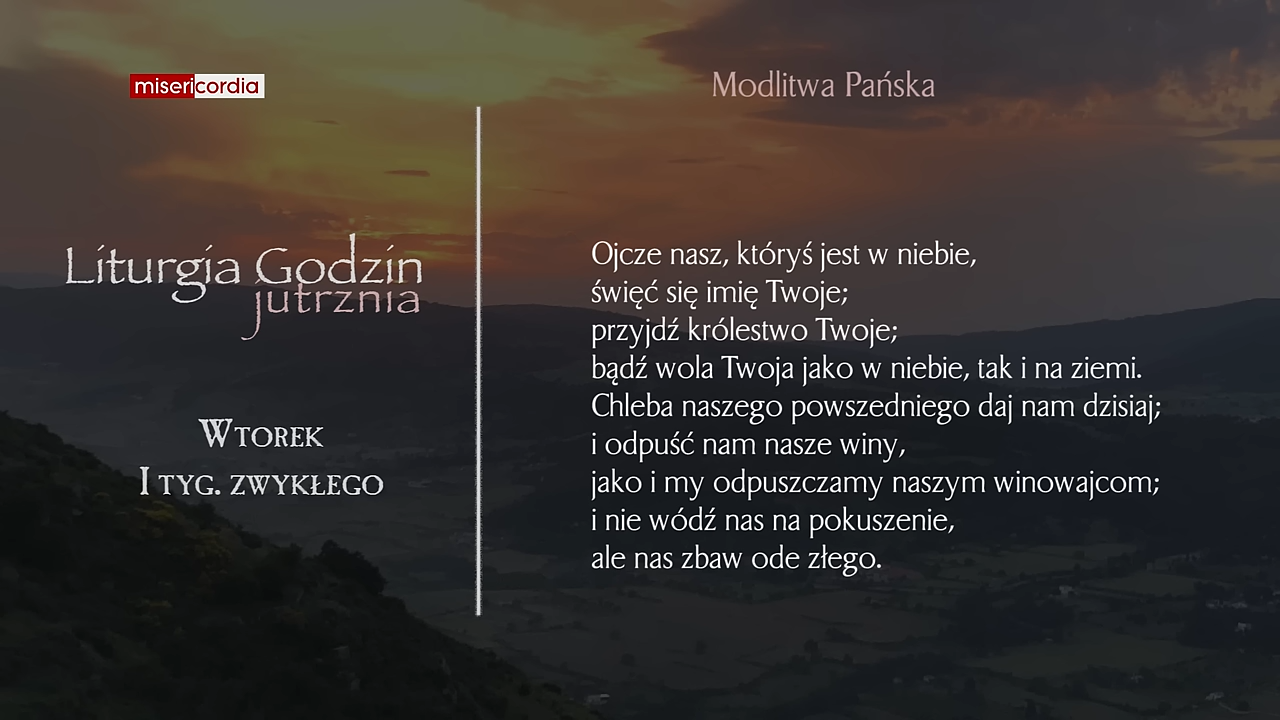 misericordia
Liturgia Godzin
jutrznia
Wtorek
I tyg. zwykłego
Modlitwa Pańska
Ojcze nasz, któryś jest w niebie,
święć się imię Twoje;
przyjdź królestwo Twoje;
bądź wola Twoja jako w niebie, tak i na ziemi.
Chleba naszego powszedniego daj nam dzisiaj;
i odpuść nam nasze winy,
jako i my odpuszczamy naszym winowajcom;
i nie wódź nas na pokuszenie,
ale nas zbaw ode złego.